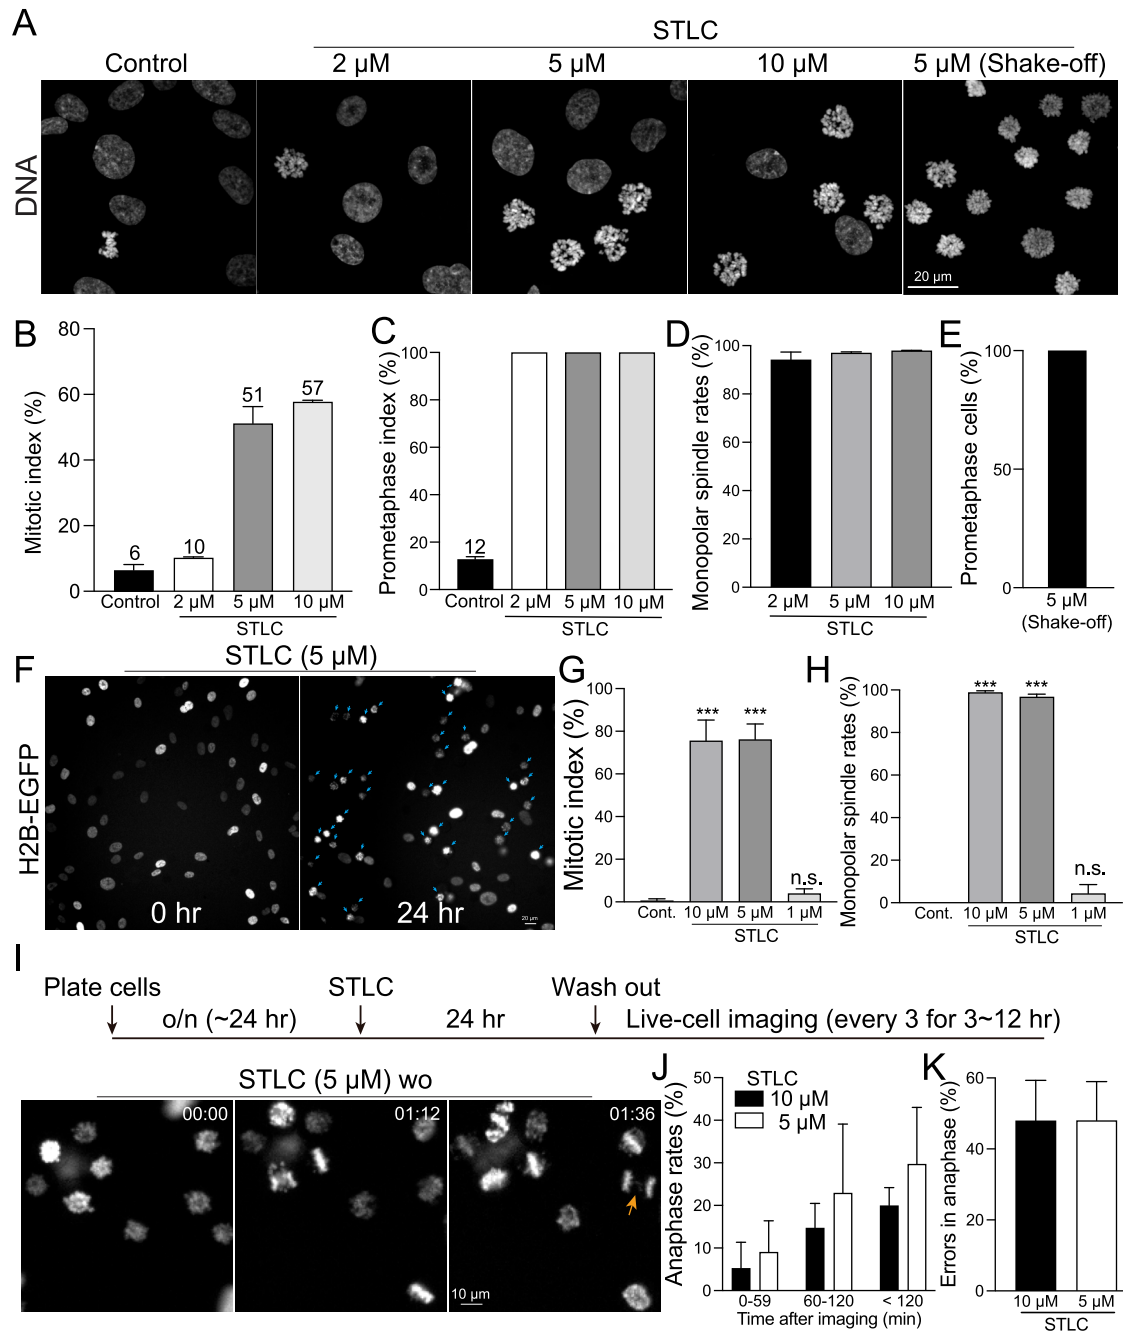 A
STLC
Control
2 µM
5 µM
10 µM
5 µM (Shake-off)
DNA
20 µm
B
Mitotic index (%)
80
60
40
20
0
6
10
51
57
Control
2 µM
5 µM
10 µM
STLC
C
Prometaphase index (%)
100
80
60
40
20
0
12
Control
2 µM
5 µM
10 µM
STLC
D
Monopolar spindle rates (%)
100
80
60
40
20
0
2 µM
5 µM
10 µM
STLC
E
Prometaphase cells (%)
100
50
0
5 µM
(Shake-off)
F
STLC (5 µM)
H2B-EGFP
0 hr
24 hr
20 µm
G
Mitotic index (%)
100
80
60
40
20
0
***
***
n.s.
Cont.
10 µM
5 µM
1 µM
STLC
H
Monopolar spindle rates (%)
100
80
60
40
20
0
***
***
n.s.
Cont.
10 µM
5 µM
1 µM
STLC
I
Plate cells
STLC
Wash out
o/n (~24 hr)
24 hr
Live-cell imaging (every 3 for 3~12 hr)
STLC (5 µM) wo
00:00
01:12
01:36
10 µm
J
Anaphase rates (%)
50
40
30
20
10
0
STLC
10 µM
5 µM
0-59
60-120
< 120
Time after imaging (min)
K
Errors in anaphase (%)
60
40
20
0
10 µM
5 µM
STLC